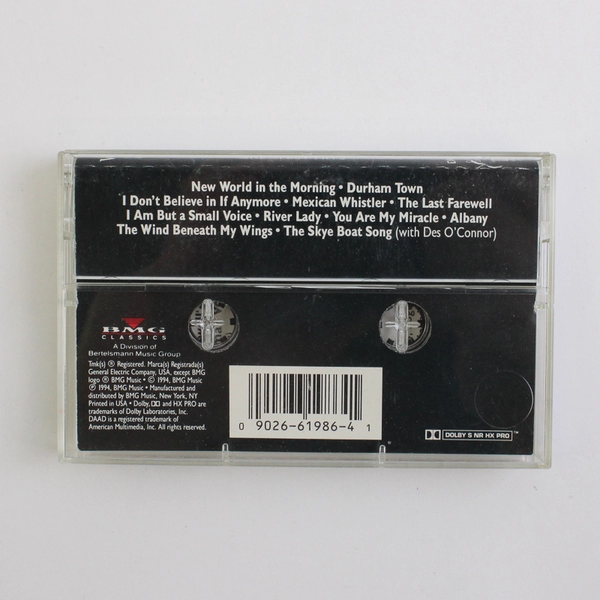 New World in the Morning • Durham Town
I Don't Believe in If Anymore • Mexican Whistler • The Last Farewell
I Am But a Small Voice • River Lady • You Are My Miracle • Albany
The Wind Beneath My Wings • The Skye Boat Song (with Des O'Connor)
BMG
CLASSICS
A Division of
Bertelsmann Music Group
Tmk(s) ® Registered. Marca(s) Registrada(s)
General Electric Company, USA, except BMG
logo ® BMG Music • © 1994, BMG Music
℗ 1994, BMG Music • Manufactured and
distributed by BMG Music, New York, NY
Printed in USA • Dolby, DD and HX PRO are
trademarks of Dolby Laboratories, Inc.
DAAD is a registered trademark of
American Multimedia, Inc. All rights reserved.
0 9026-61986-4 1
DOLBY S NR HX PRO™